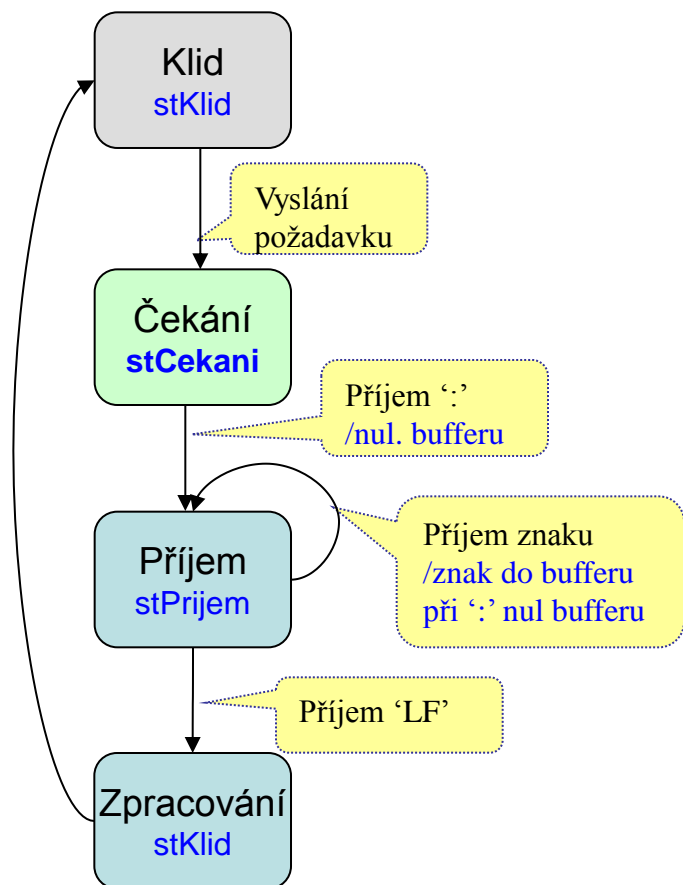 Klid
stKlid
Vyslání
požadavku
Čekání
stCekani
Příjem ‘:’
/nul. bufferu
Příjem
stPrijem
Příjem znaku
/znak do bufferu
při ‘:’ nul bufferu
Příjem ‘LF’
Zpracování
stKlid